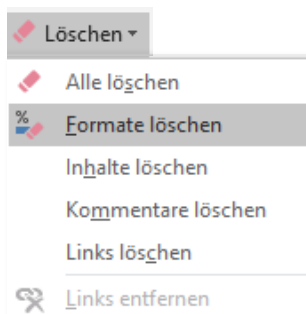 Löschen
Alle löschen
% Formate löschen
Inhalte löschen
Kommentare löschen
Links löschen
Links entfernen